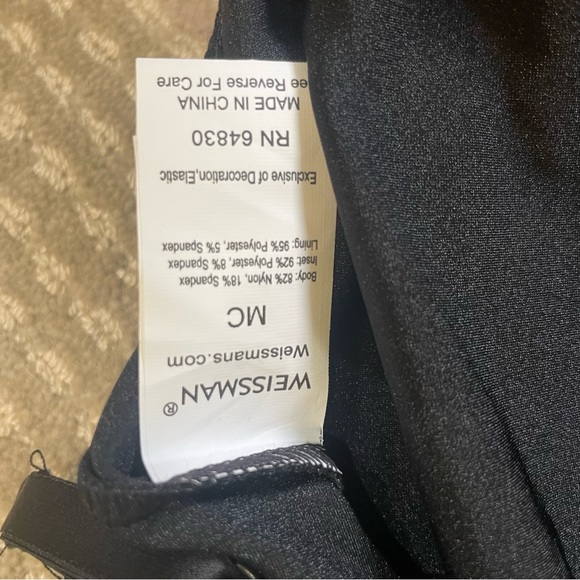 WEISSMAN®
Weissmans.com
MC
Body: 82% Nylon, 18% Spandex
Inset: 92% Polyester, 8% Spandex
Lining: 95% Polyester, 5% Spandex
Exclusive of Decoration,Elastic
RN 64830
MADE IN CHINA
ee Reverse For Care